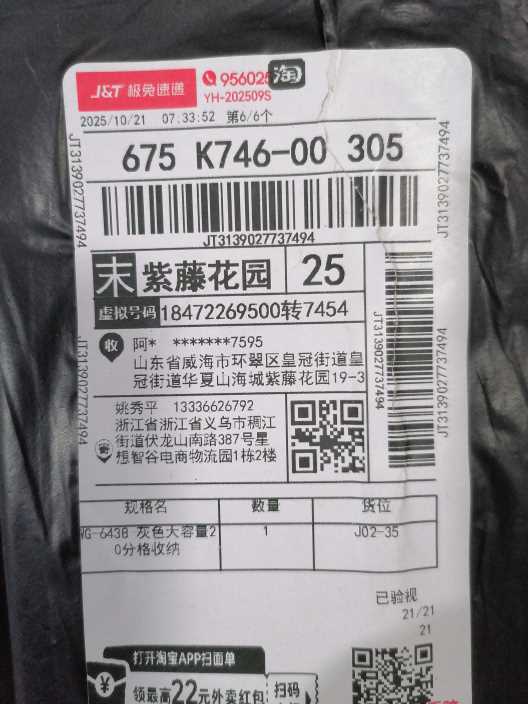 J&T 极兔速递
956025
淘
YH-202509S
2025/10/21 07:33:52 第6/6个
675 K746-00 305
JT3139027737494
JT3139027737494
JT3139027737494
末 紫藤花园 25
虚拟号码 18472269500转7454
收 阿* *******7595
山东省威海市环翠区皇冠街道皇
冠街道华夏山海城紫藤花园19-3
JT3139027737494
JT3139027737494
JT3139027737494
姚秀平 13336626792
浙江省浙江省义乌市稠江
街道伏龙山南路387号星
想智谷电商物流园1栋2楼
寄
规格名 数量 货位
NG-6438 灰色大容量2 1 J02-35
0分格收纳
已验视
21/21
21
打开淘宝APP扫面单
领最高22元外卖红包
扫码